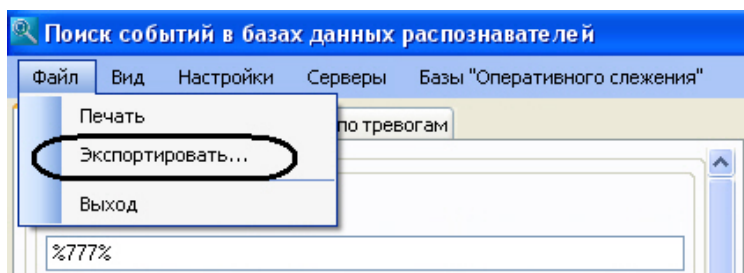 Поиск событий в базах данных распознавателей
Файл Вид Настройки Серверы Базы "Оперативного слежения"
Печать
по тревогам
Экспортировать...
Выход
%777%